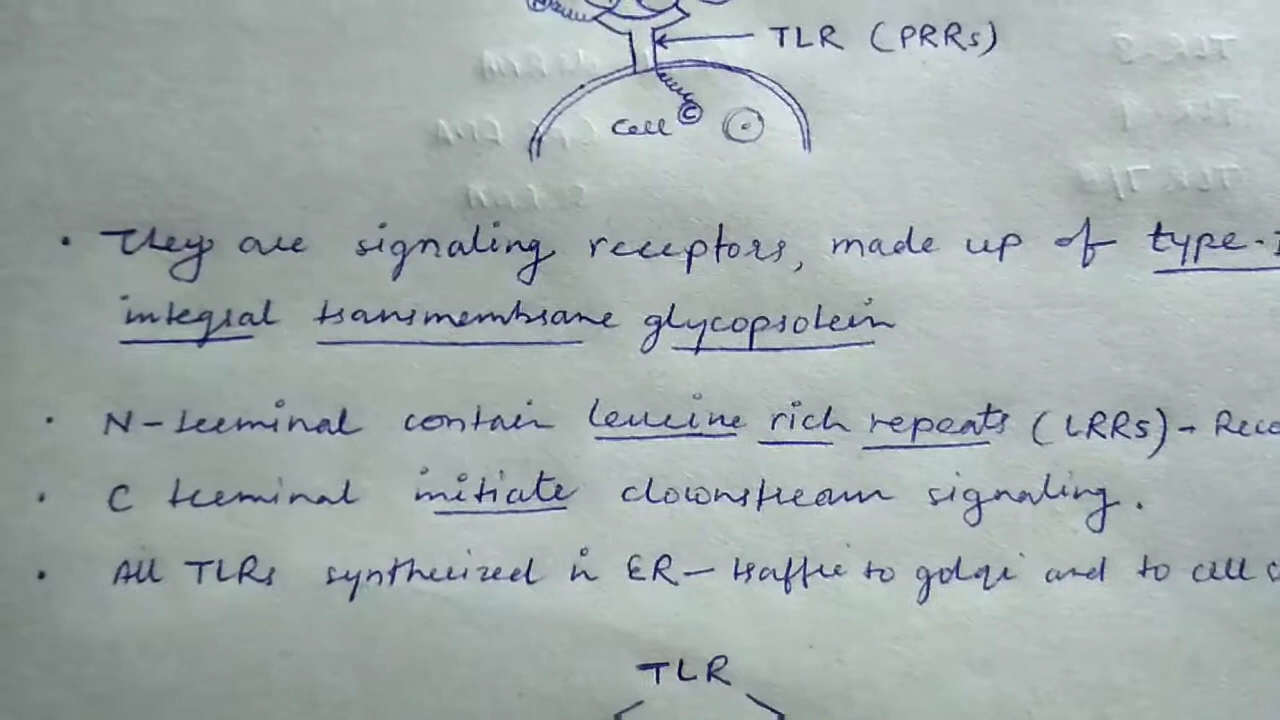 TLR (PRRs)
Cell C
• They are signaling receptors, made up of type-I
integral transmembrane glycoprotein
• N-terminal contain leucine rich repeats (LRRs) - Reco
• C terminal initiate downstream signaling.
• All TLRs synthesized in ER - traffic to golgi and to cell
TLR